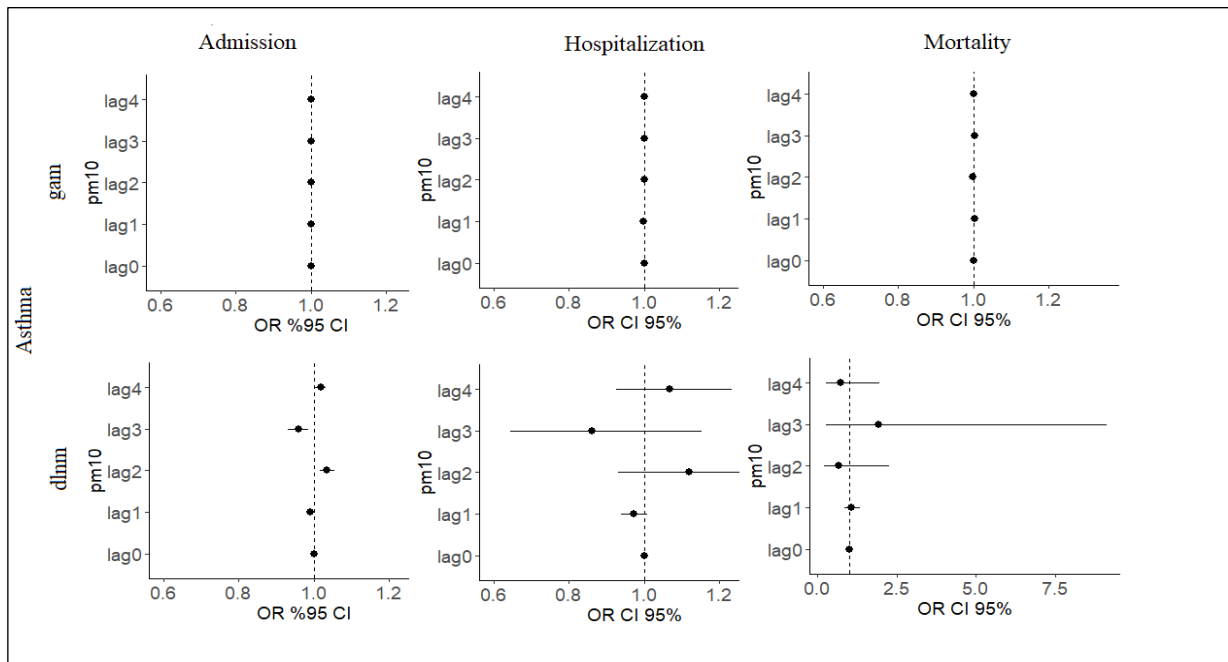 Admission
Hospitalization
Mortality
Asthma
gam
pm10
lag4
lag3
lag2
lag1
lag0
0.6 0.8 1.0 1.2
OR %95 CI
pm10
lag4
lag3
lag2
lag1
lag0
0.6 0.8 1.0 1.2
OR CI 95%
pm10
lag4
lag3
lag2
lag1
lag0
0.6 0.8 1.0 1.2
OR CI 95%
dlnm
pm10
lag4
lag3
lag2
lag1
lag0
0.6 0.8 1.0 1.2
OR %95 CI
pm10
lag4
lag3
lag2
lag1
lag0
0.6 0.8 1.0 1.2
OR CI 95%
pm10
lag4
lag3
lag2
lag1
lag0
0.0 2.5 5.0 7.5
OR CI 95%